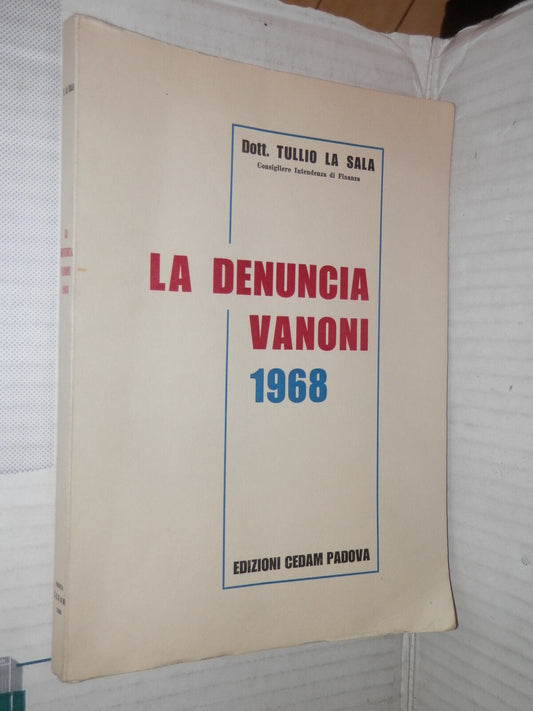 Dott. TULLIO LA SALA
Consigliere Intendenza di Finanza
LA DENUNCIA
VANONI
1968
EDIZIONI CEDAM PADOVA